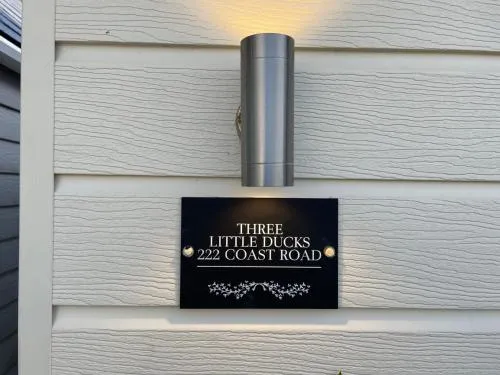 THREE
LITTLE DUCKS
222 COAST ROAD